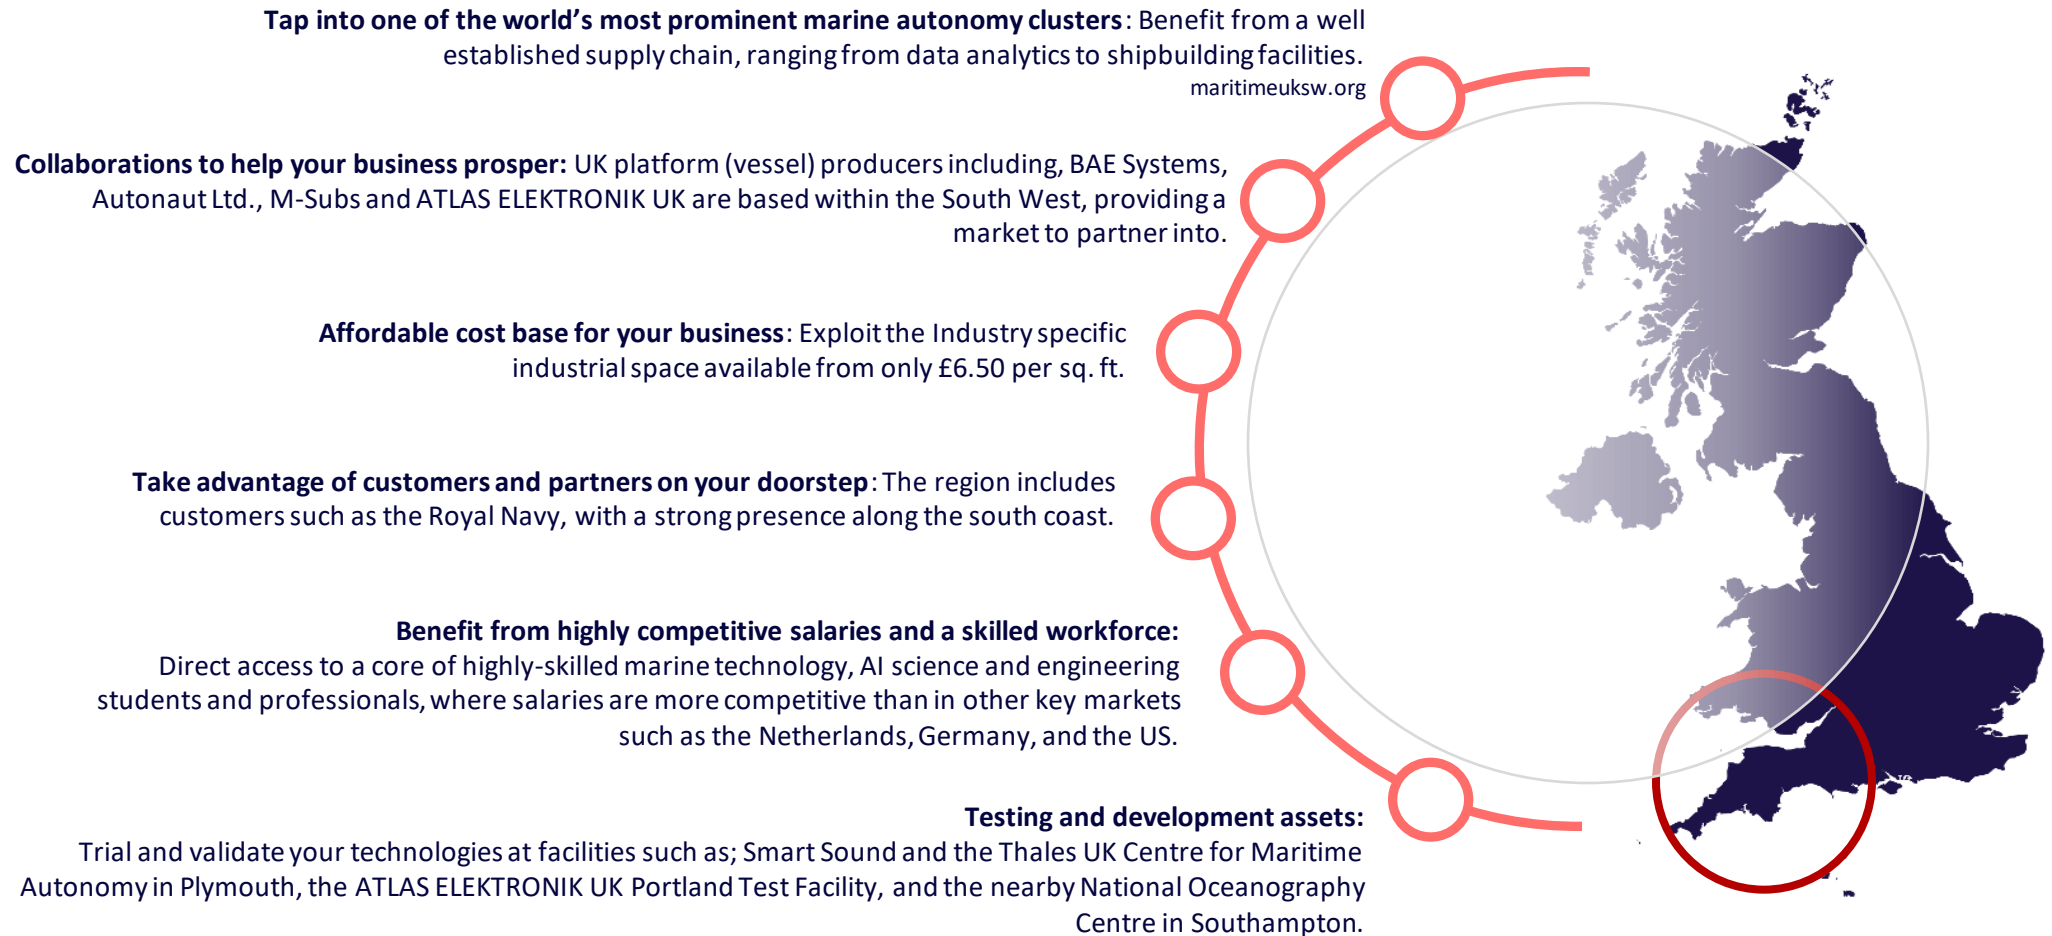 Tap into one of the world’s most prominent marine autonomy clusters: Benefit from a well
established supply chain, ranging from data analytics to shipbuilding facilities.
maritimeuksw.org
Collaborations to help your business prosper: UK platform (vessel) producers including, BAE Systems,
Autonaut Ltd., M-Subs and ATLAS ELEKTRONIK UK are based within the South West, providing a
market to partner into.
Affordable cost base for your business: Exploit the Industry specific
industrial space available from only £6.50 per sq. ft.
Take advantage of customers and partners on your doorstep: The region includes
customers such as the Royal Navy, with a strong presence along the south coast.
Benefit from highly competitive salaries and a skilled workforce:
Direct access to a core of highly-skilled marine technology, AI science and engineering
students and professionals, where salaries are more competitive than in other key markets
such as the Netherlands, Germany, and the US.
Testing and development assets:
Trial and validate your technologies at facilities such as; Smart Sound and the Thales UK Centre for Maritime
Autonomy in Plymouth, the ATLAS ELEKTRONIK UK Portland Test Facility, and the nearby National Oceanography
Centre in Southampton.